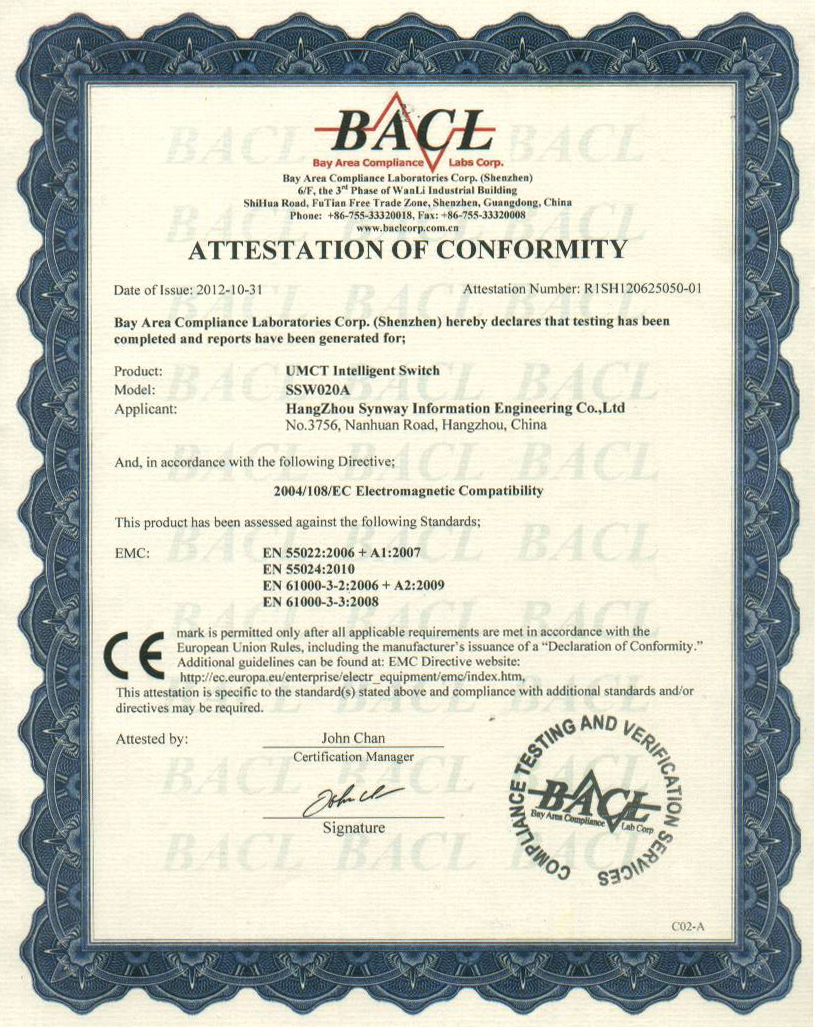 BACL
Bay Area Compliance Labs Corp.
Bay Area Compliance Laboratories Corp. (Shenzhen)
6/F, the 3rd Phase of WanLi Industrial Building
ShiHua Road, FuTian Free Trade Zone, Shenzhen, Guangdong, China
Phone: +86-755-33320018, Fax: +86-755-33320008
www.baclcorp.com.cn
ATTESTATION OF CONFORMITY
Date of Issue: 2012-10-31 Attestation Number: R1SH120625050-01
Bay Area Compliance Laboratories Corp. (Shenzhen) hereby declares that testing has been
completed and reports have been generated for;
Product: UMCT Intelligent Switch
Model: SSW020A
Applicant: HangZhou Synway Information Engineering Co.,Ltd
No.3756, Nanhuan Road, Hangzhou, China
And, in accordance with the following Directive;
2004/108/EC Electromagnetic Compatibility
This product has been assessed against the following Standards;
EMC: EN 55022:2006 + A1:2007
EN 55024:2010
EN 61000-3-2:2006 + A2:2009
EN 61000-3-3:2008
CE mark is permitted only after all applicable requirements are met in accordance with the
European Union Rules, including the manufacturer's issuance of a “Declaration of Conformity.”
Additional guidelines can be found at: EMC Directive website:
http://ec.europa.eu/enterprise/electr_equipment/emc/index.htm,
This attestation is specific to the standard(s) stated above and compliance with additional standards and/or
directives may be required.
Attested by: John Chan
Certification Manager
Signature
COMPLIANCE TESTING AND VERIFICATION SERVICES
BACL
Bay Area Compliance Lab Corp
C02-A